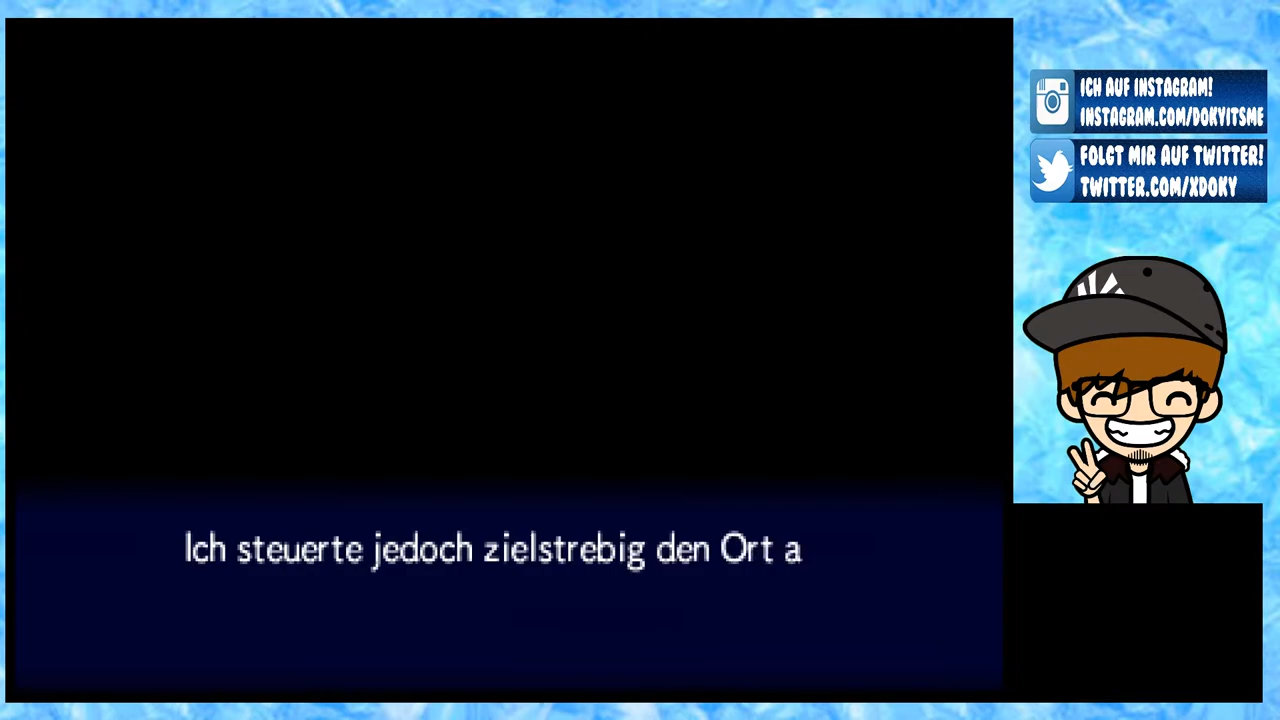 ICH AUF INSTAGRAM!
INSTAGRAM.COM/DOKYITSME
FOLGT MIR AUF TWITTER!
TWITTER.COM/XDOKY
Ich steuerte jedoch zielstrebig den Ort a